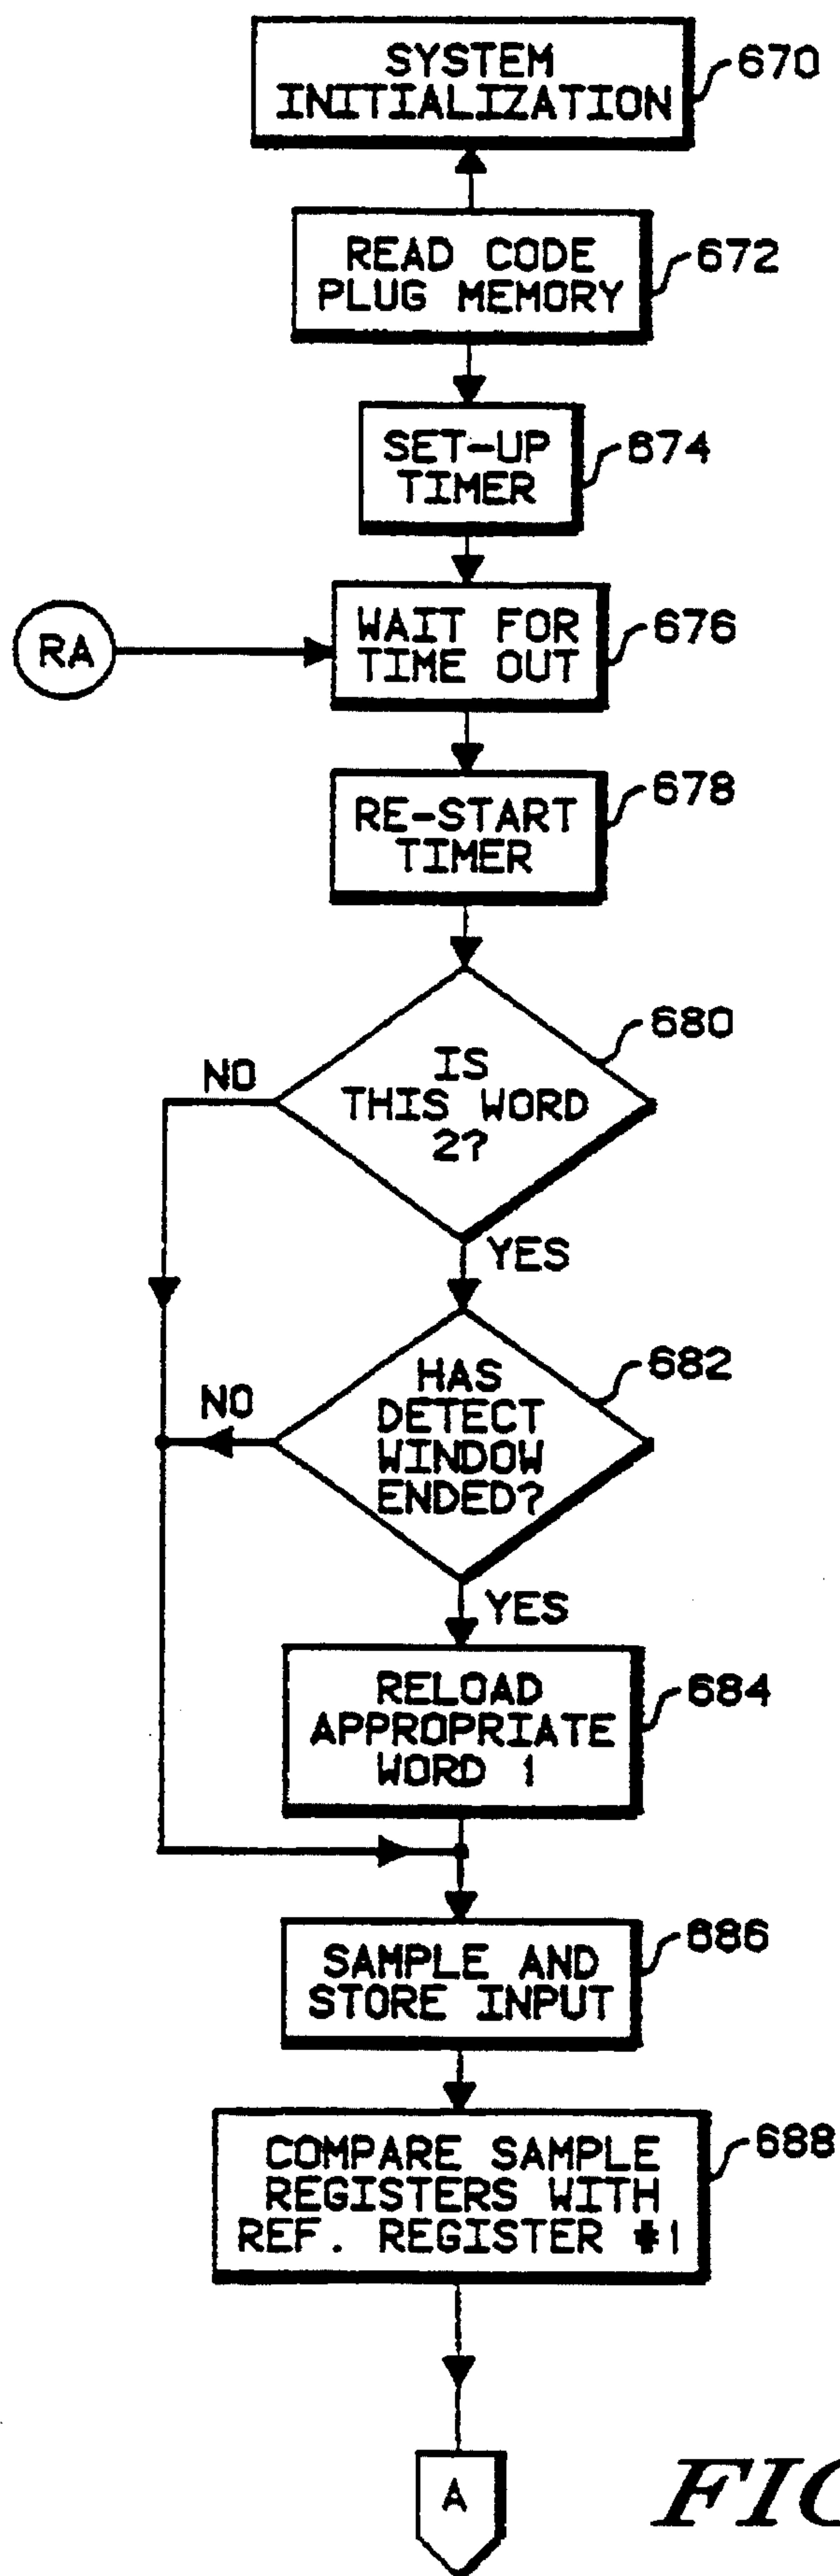 SYSTEM
INITIALIZATION
670
READ CODE
PLUG MEMORY
672
SET-UP
TIMER
674
RA
WAIT FOR
TIME OUT
676
RE-START
TIMER
678
IS
THIS WORD
2?
680
NO
YES
HAS
DETECT
WINDOW
ENDED?
682
NO
YES
RELOAD
APPROPRIATE
WORD 1
684
SAMPLE AND
STORE INPUT
686
COMPARE SAMPLE
REGISTERS WITH
REF. REGISTER #1
688
A